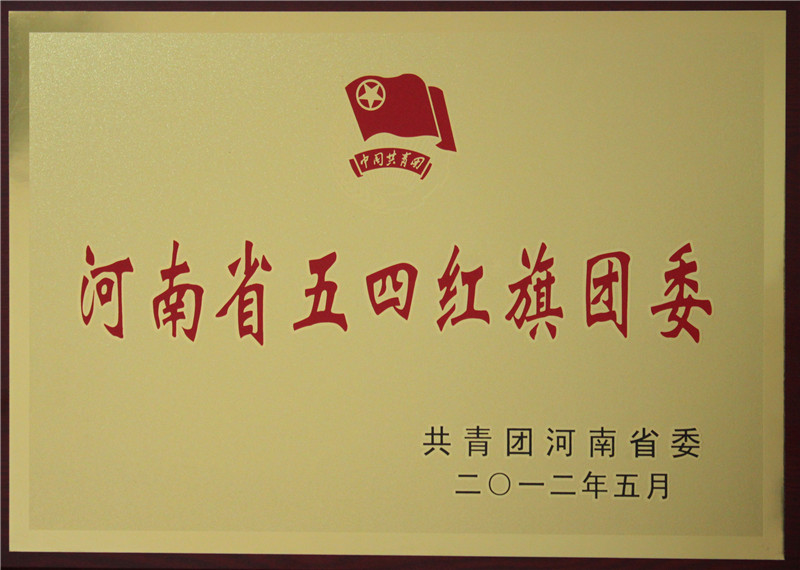 中国共青团
河南省五四红旗团委
共青团河南省委
二〇一二年五月